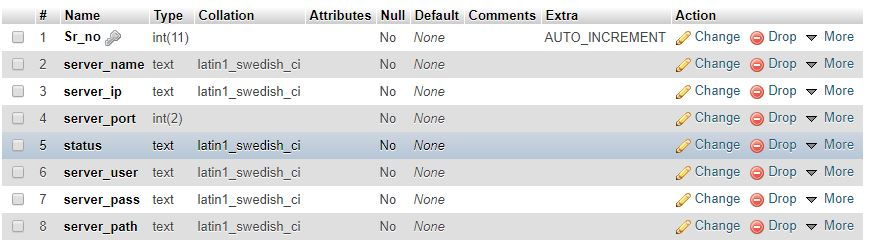 # Name Type Collation Attributes Null Default Comments Extra Action
1 Sr_no int(11) No None AUTO_INCREMENT Change Drop More
2 server_name text latin1_swedish_ci No None Change Drop More
3 server_ip text latin1_swedish_ci No None Change Drop More
4 server_port int(2) No None Change Drop More
5 status text latin1_swedish_ci No None Change Drop More
6 server_user text latin1_swedish_ci No None Change Drop More
7 server_pass text latin1_swedish_ci No None Change Drop More
8 server_path text latin1_swedish_ci No None Change Drop More